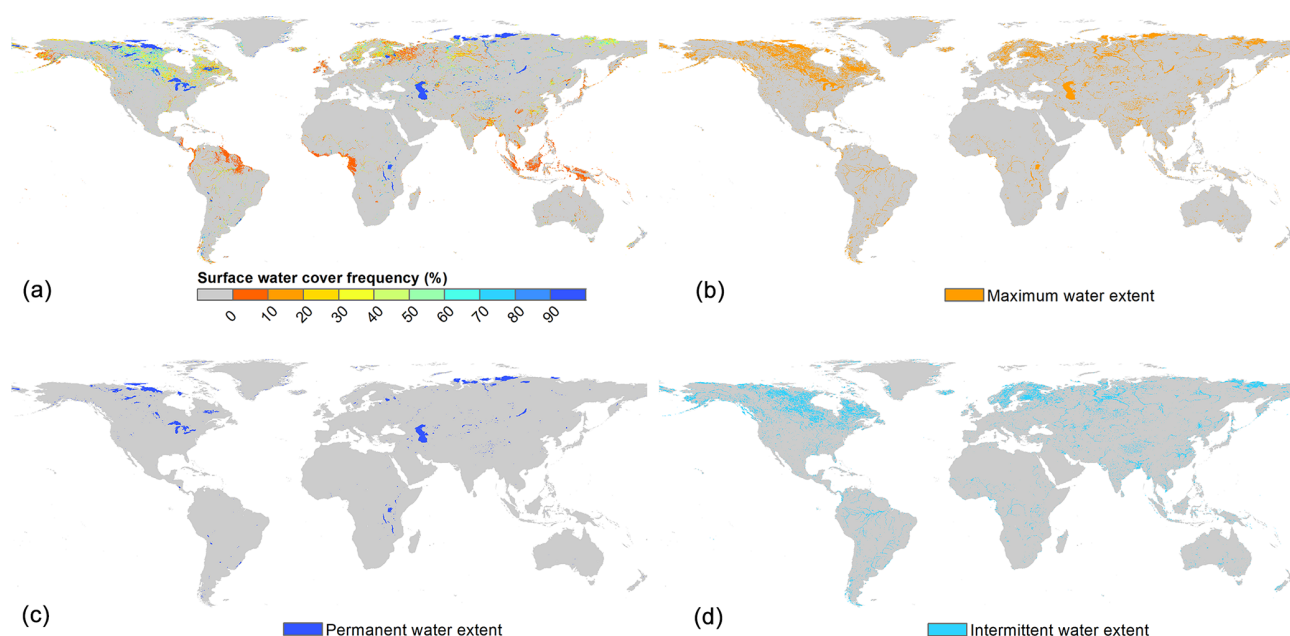 Surface water cover frequency (%)
(a)
0 10 20 30 40 50 60 70 80 90
(b)
Maximum water extent
(c)
Permanent water extent
(d)
Intermittent water extent